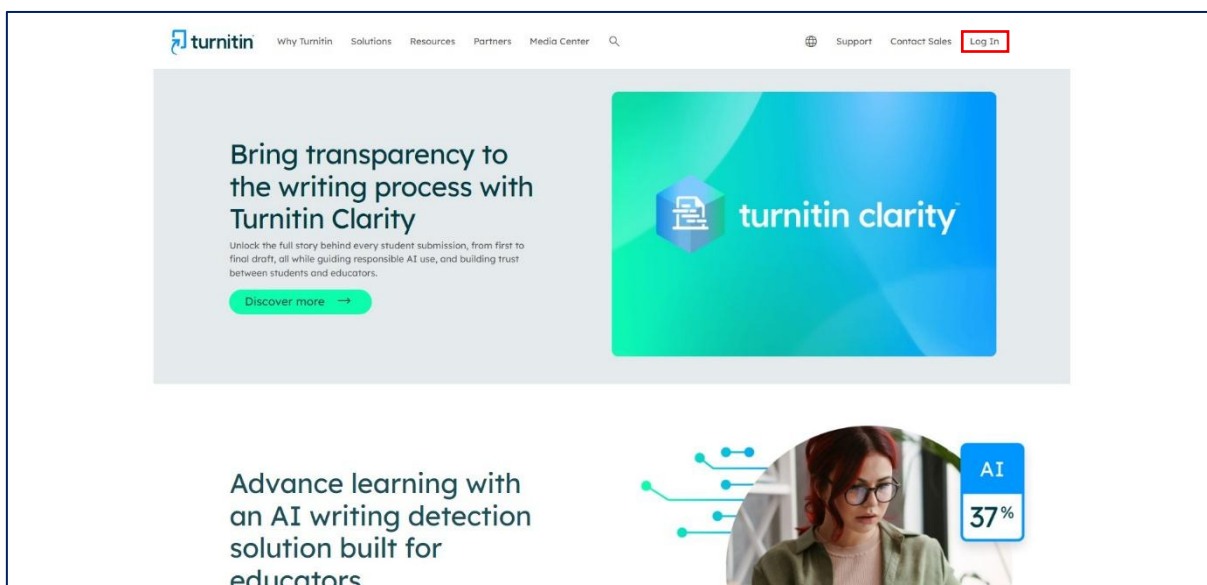 turnitin
Why Turnitin Solutions Resources Partners Media Center
Support Contact Sales Log In
Bring transparency to
the writing process with
Turnitin Clarity
Unlock the full story behind every student submission, from first to
final draft, all while guiding responsible AI use, and building trust
between students and educators.
Discover more →
turnitin clarity™
Advance learning with
an AI writing detection
solution built for
educators
AI
37%